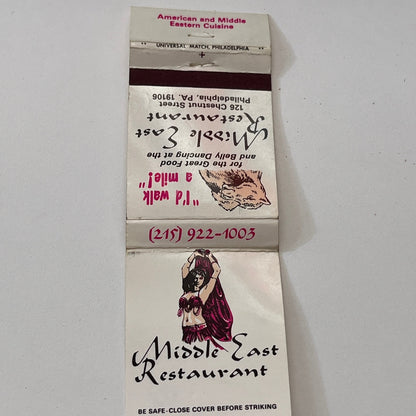 American and Middle
Eastern Cuisine
" UNIVERSAL MATCH, PHILADELPHIA "
"I'd walk
a mile!"
for the Great Food
and Belly Dancing at the
Middle East
Restaurant
126 Chestnut Street
Philadelphia, PA. 19106
(215) 922-1003
Middle East
Restaurant
BE SAFE-CLOSE COVER BEFORE STRIKING